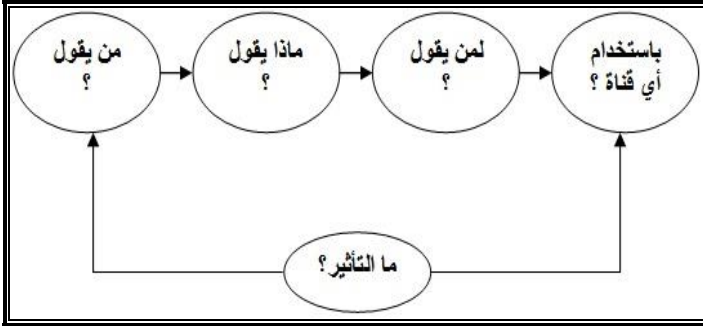 من يقول
؟
ماذا يقول
؟
لمن يقول
؟
باستخدام
أي قناة ؟
ما التأثير؟